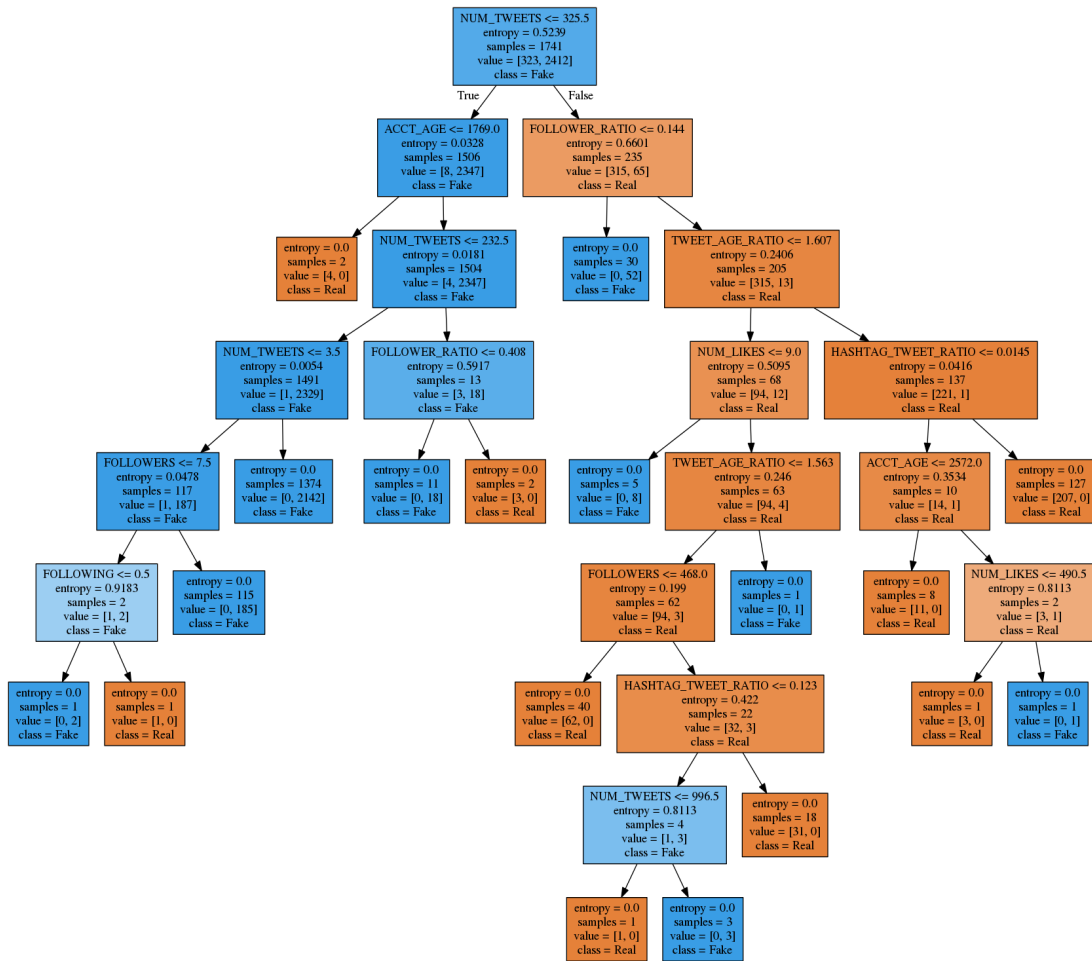 NUM_TWEETS <= 325.5
entropy = 0.5239
samples = 1741
value = [323, 2412]
class = Fake
True
False
ACCT_AGE <= 1769.0
entropy = 0.0328
samples = 1506
value = [8, 2347]
class = Fake
FOLLOWER_RATIO <= 0.144
entropy = 0.6601
samples = 235
value = [315, 65]
class = Real
entropy = 0.0
samples = 2
value = [4, 0]
class = Real
NUM_TWEETS <= 232.5
entropy = 0.0181
samples = 1504
value = [4, 2347]
class = Fake
entropy = 0.0
samples = 30
value = [0, 52]
class = Fake
TWEET_AGE_RATIO <= 1.607
entropy = 0.2406
samples = 205
value = [315, 13]
class = Real
NUM_TWEETS <= 3.5
entropy = 0.0054
samples = 1491
value = [1, 2329]
class = Fake
FOLLOWER_RATIO <= 0.408
entropy = 0.5917
samples = 13
value = [3, 18]
class = Fake
NUM_LIKES <= 9.0
entropy = 0.5095
samples = 68
value = [94, 12]
class = Real
HASHTAG_TWEET_RATIO <= 0.0145
entropy = 0.0416
samples = 137
value = [221, 1]
class = Real
FOLLOWERS <= 7.5
entropy = 0.0478
samples = 117
value = [1, 187]
class = Fake
entropy = 0.0
samples = 1374
value = [0, 2142]
class = Fake
entropy = 0.0
samples = 11
value = [0, 18]
class = Fake
entropy = 0.0
samples = 2
value = [3, 0]
class = Real
entropy = 0.0
samples = 5
value = [0, 8]
class = Fake
TWEET_AGE_RATIO <= 1.563
entropy = 0.246
samples = 63
value = [94, 4]
class = Real
ACCT_AGE <= 2572.0
entropy = 0.3534
samples = 10
value = [14, 1]
class = Real
entropy = 0.0
samples = 127
value = [207, 0]
class = Real
FOLLOWING <= 0.5
entropy = 0.9183
samples = 2
value = [1, 2]
class = Fake
entropy = 0.0
samples = 115
value = [0, 185]
class = Fake
FOLLOWERS <= 468.0
entropy = 0.199
samples = 62
value = [94, 3]
class = Real
entropy = 0.0
samples = 1
value = [0, 1]
class = Fake
entropy = 0.0
samples = 8
value = [11, 0]
class = Real
NUM_LIKES <= 490.5
entropy = 0.8113
samples = 2
value = [3, 1]
class = Real
entropy = 0.0
samples = 1
value = [0, 2]
class = Fake
entropy = 0.0
samples = 1
value = [1, 0]
class = Real
entropy = 0.0
samples = 40
value = [62, 0]
class = Real
HASHTAG_TWEET_RATIO <= 0.123
entropy = 0.422
samples = 22
value = [32, 3]
class = Real
entropy = 0.0
samples = 1
value = [3, 0]
class = Real
entropy = 0.0
samples = 1
value = [0, 1]
class = Fake
NUM_TWEETS <= 996.5
entropy = 0.8113
samples = 4
value = [1, 3]
class = Fake
entropy = 0.0
samples = 18
value = [31, 0]
class = Real
entropy = 0.0
samples = 1
value = [1, 0]
class = Real
entropy = 0.0
samples = 3
value = [0, 3]
class = Fake